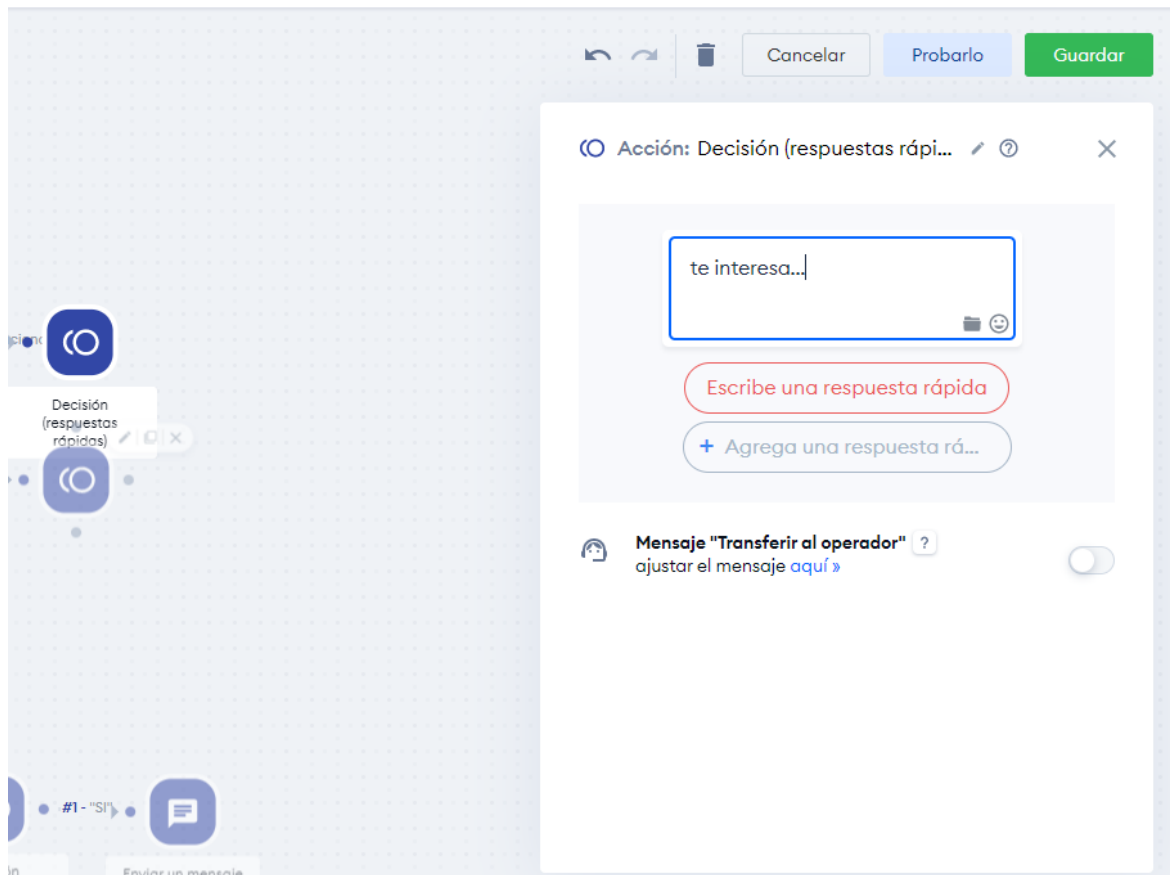 Cancelar
Probarlo
Guardar
Acción: Decisión (respuestas rápi...
te interesa...
Escribe una respuesta rápida
+ Agrega una respuesta rá...
Mensaje "Transferir al operador" ?
ajustar el mensaje aquí »
Decisión
(respuestas
rápidas)
#1 - "SI"
Enviar un mensaje